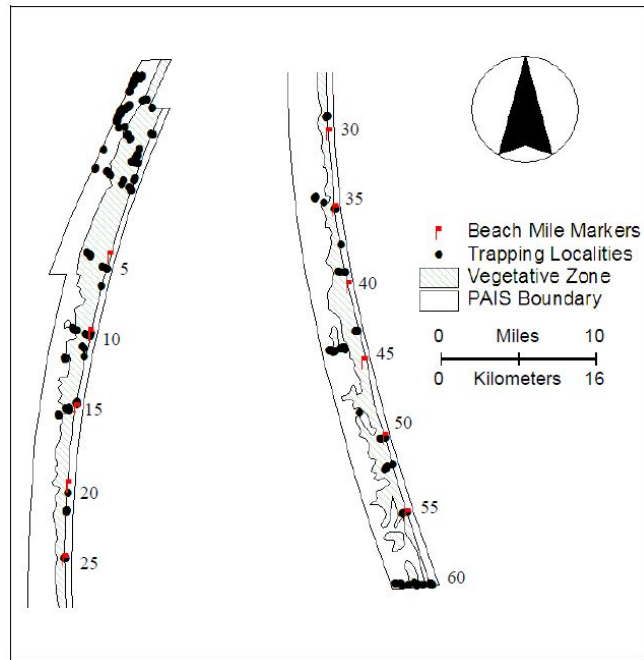 5
10
15
20
25
30
35
40
45
50
55
60
Beach Mile Markers
Trapping Localities
Vegetative Zone
PAIS Boundary
0 Miles 10
0 Kilometers 16